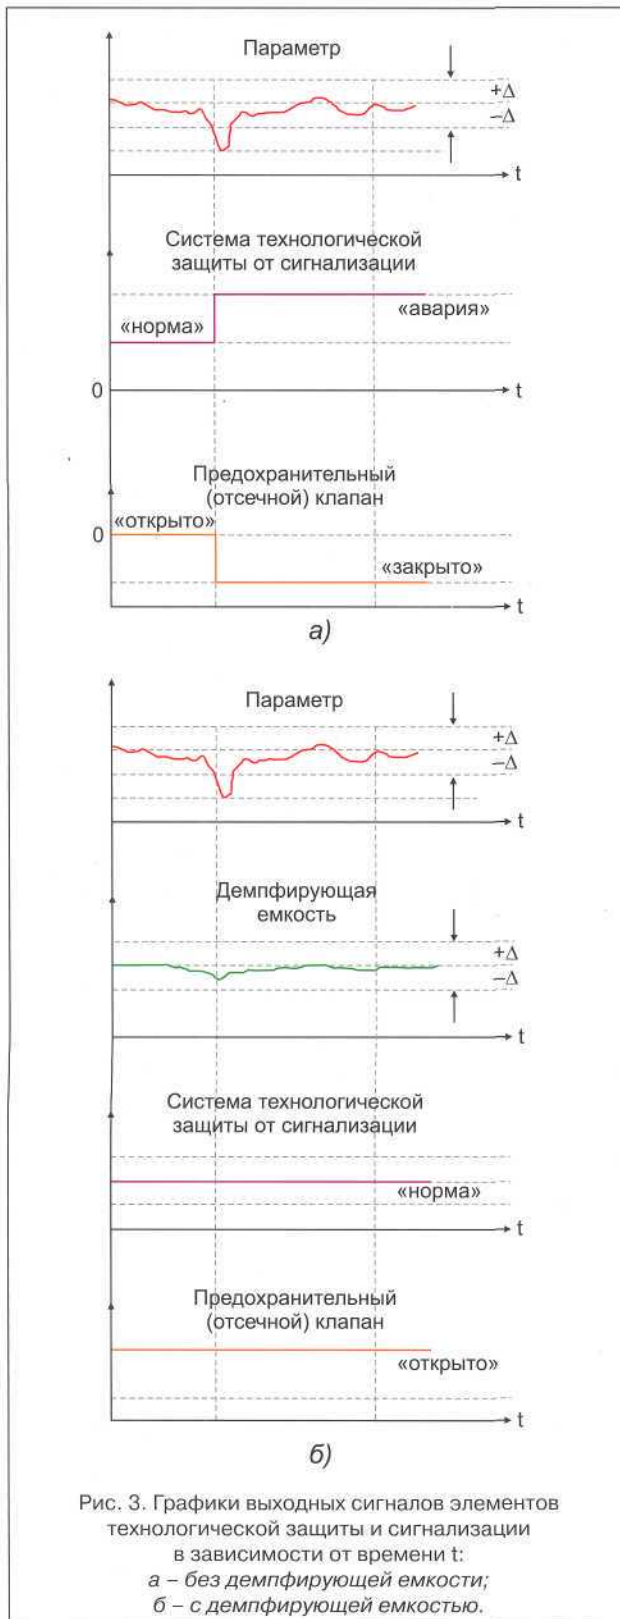 Параметр
+Δ
−Δ
t
Система технологической
защиты от сигнализации
«норма»
«авария»
0
t
Предохранительный
(отсечной) клапан
«открыто»
0
«закрыто»
t
а)
Параметр
+Δ
−Δ
t
Демпфирующая
емкость
+Δ
−Δ
t
Система технологической
защиты от сигнализации
«норма»
t
Предохранительный
(отсечной) клапан
«открыто»
t
б)
Рис. 3. Графики выходных сигналов элементов
технологической защиты и сигнализации
в зависимости от времени t:
а – без демпфирующей емкости;
б – с демпфирующей емкостью.